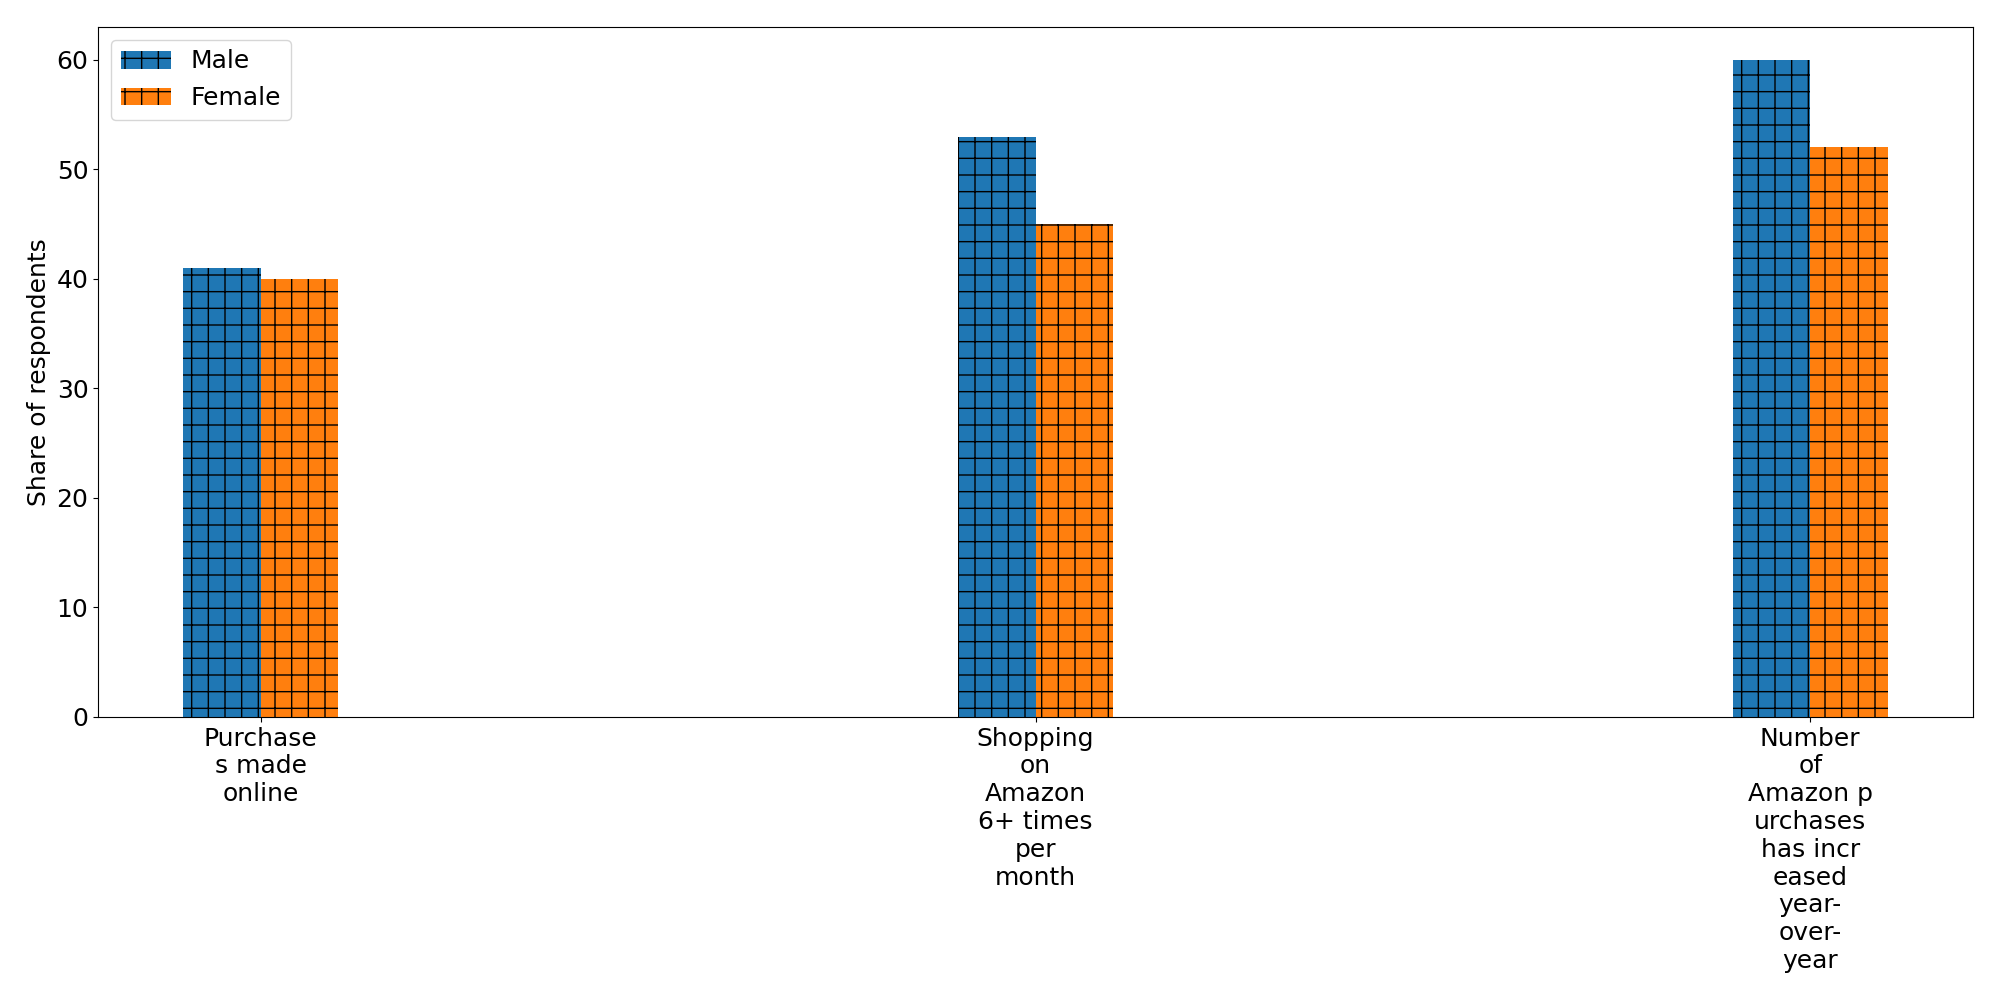 Male
Female
Share of respondents
60
50
40
30
20
10
0
Purchase
s made
online
Shopping
on
Amazon
6+ times
per
month
Number
of
Amazon p
urchases
has incr
eased
year-
over-
year